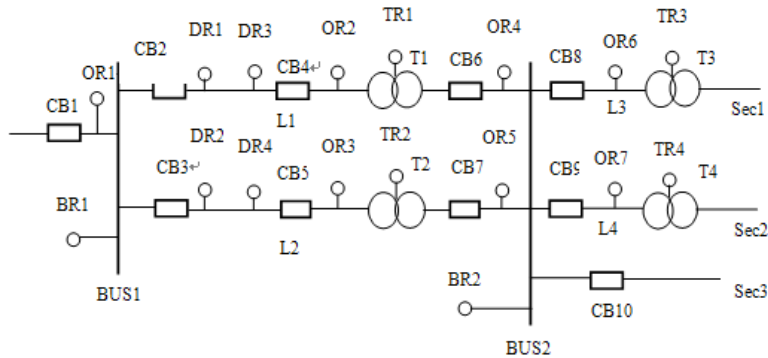 TR1
TR3
DR1
DR3
OR2
OR4
OR6
CB2
OR1
CB4↵
T1
CB6
CB8
T3
CB1
L1
L3
Sec1
DR2
DR4
OR3
TR2
OR5
OR7
TR4
CB3↵
CB5
T2
CB7
CB9
T4
BR1
L2
L4
Sec2
BR2
Sec3
BUS1
CB10
BUS2